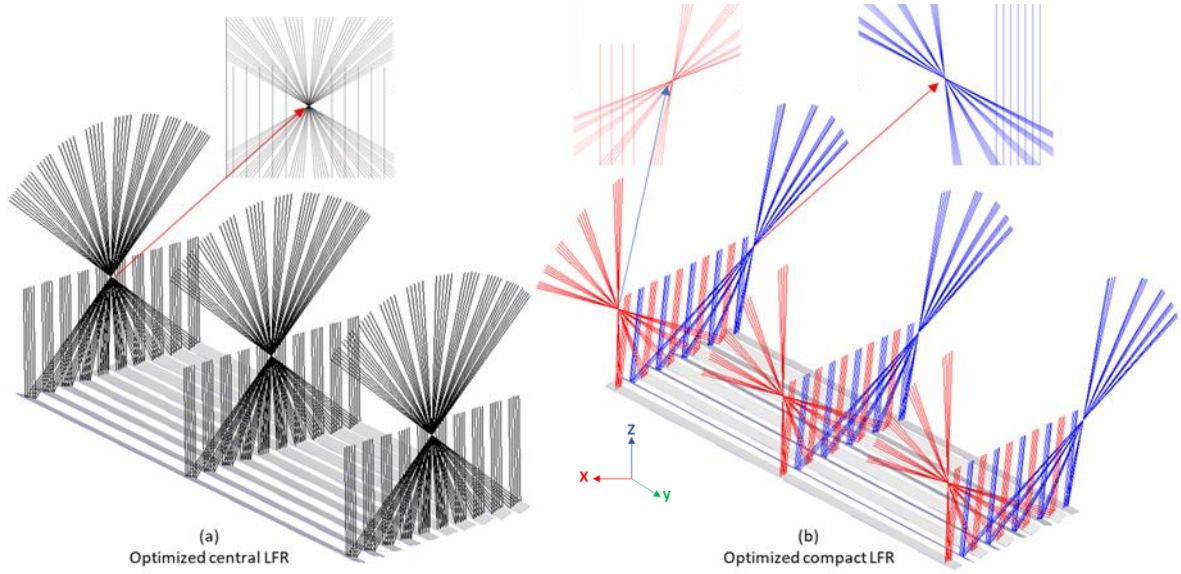 Z
X
y
(a)
Optimized central LFR
(b)
Optimized compact LFR